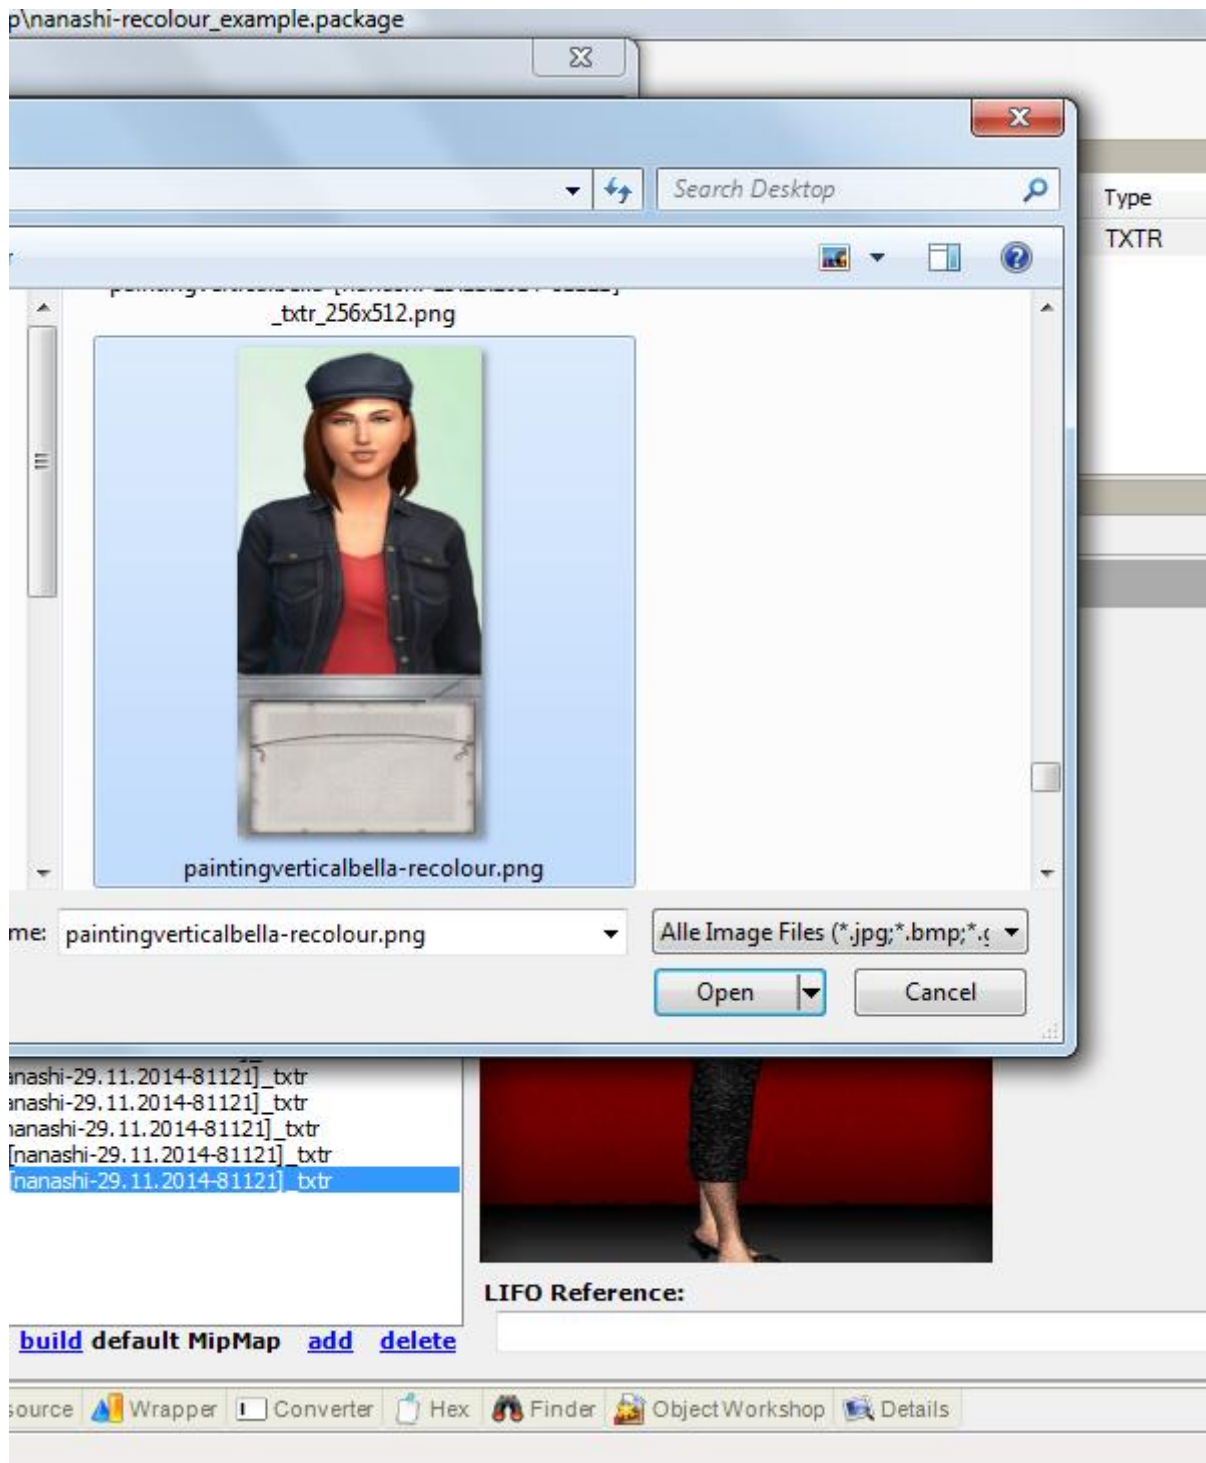 p\nanashi-recolour_example.package
Search Desktop
Type
TXTR
_txtr_256x512.png
paintingverticalbella-recolour.png
me: paintingverticalbella-recolour.png
Alle Image Files (*.jpg;*.bmp;*.g
Open
Cancel
anashi-29.11.2014-81121]_txtr
anashi-29.11.2014-81121]_txtr
nanashi-29.11.2014-81121]_txtr
[nanashi-29.11.2014-81121]_txtr
[nanashi-29.11.2014-81121]_txtr
LIFO Reference:
build default MipMap add delete
source Wrapper Converter Hex Finder Object Workshop Details